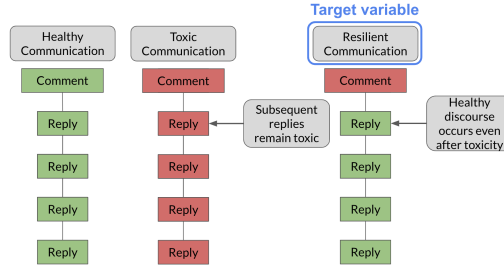 Target variable
Healthy
Communication
Toxic
Communication
Resilient
Communication
Comment
Comment
Comment
Reply
Reply
Subsequent
replies
remain toxic
Reply
Healthy
discourse
occurs even
after toxicity
Reply
Reply
Reply
Reply
Reply
Reply
Reply
Reply
Reply